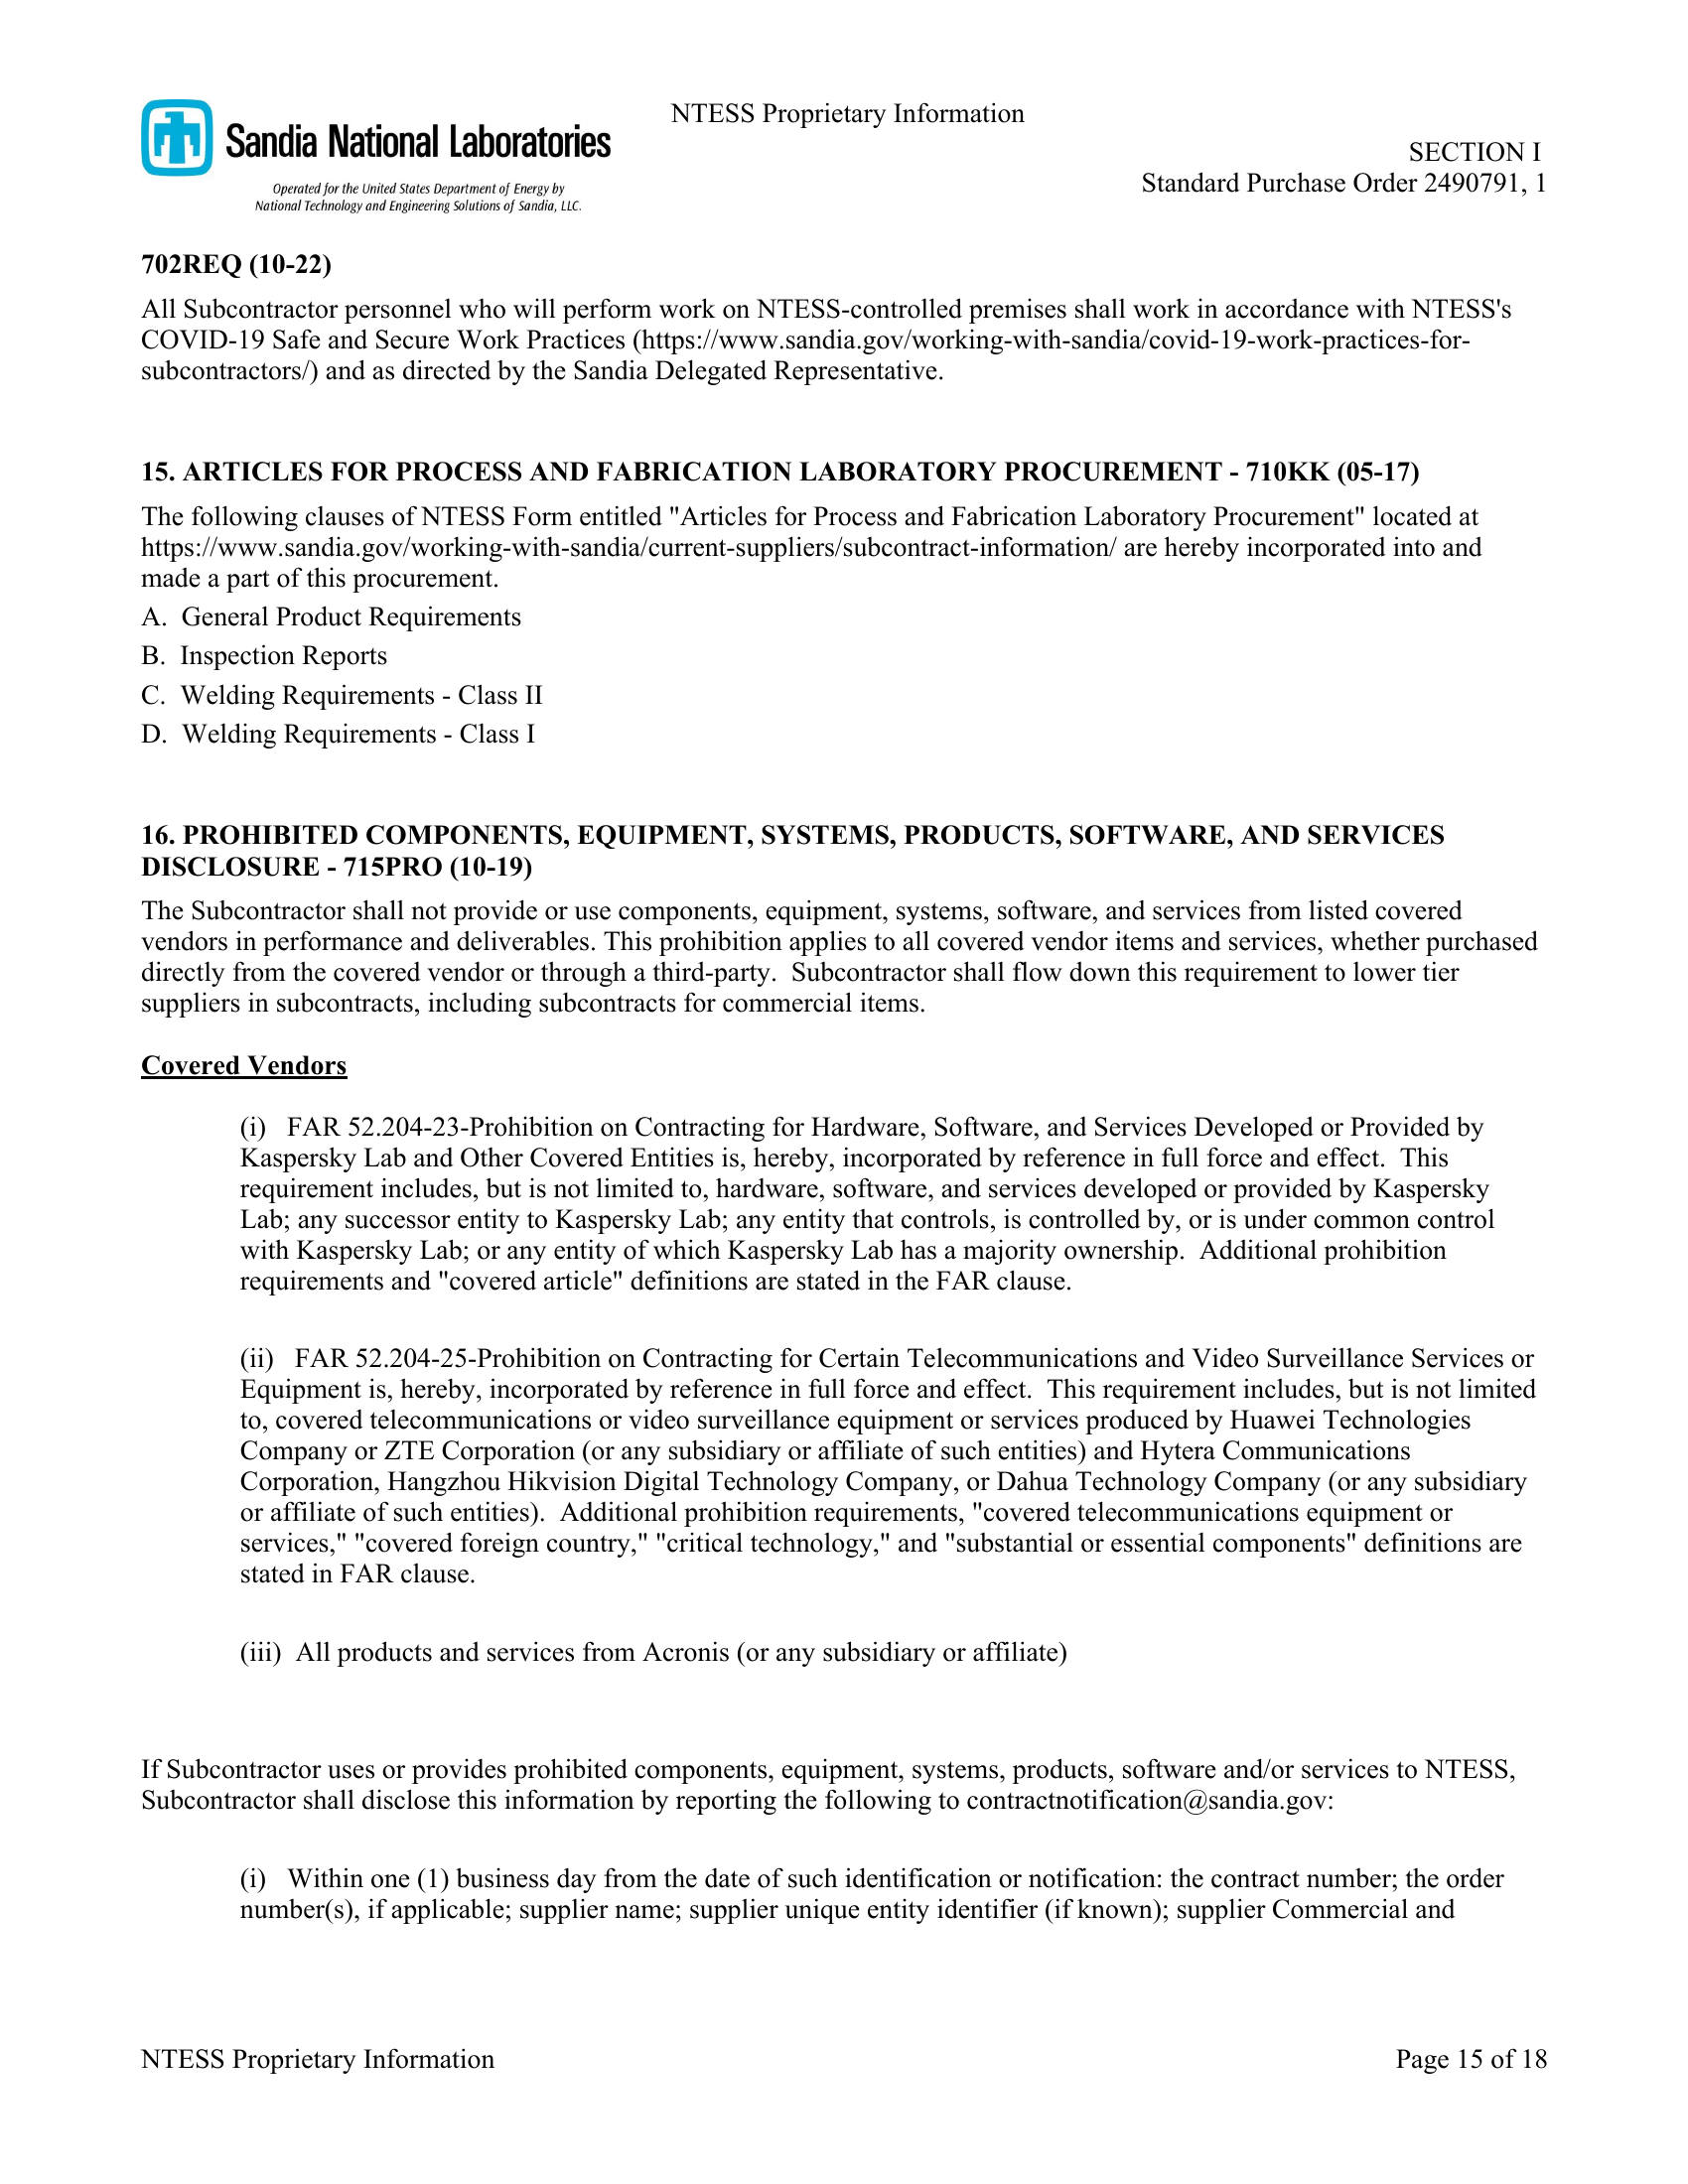 NTESS Proprietary Information
Sandia National Laboratories
Operated for the United States Department of Energy by
National Technology and Engineering Solutions of Sandia, LLC.
SECTION I
Standard Purchase Order 2490791, 1
702REQ (10-22)
All Subcontractor personnel who will perform work on NTESS-controlled premises shall work in accordance with NTESS's
COVID-19 Safe and Secure Work Practices (https://www.sandia.gov/working-with-sandia/covid-19-work-practices-for-
subcontractors/) and as directed by the Sandia Delegated Representative.
15. ARTICLES FOR PROCESS AND FABRICATION LABORATORY PROCUREMENT - 710KK (05-17)
The following clauses of NTESS Form entitled "Articles for Process and Fabrication Laboratory Procurement" located at
https://www.sandia.gov/working-with-sandia/current-suppliers/subcontract-information/ are hereby incorporated into and
made a part of this procurement.
A. General Product Requirements
B. Inspection Reports
C. Welding Requirements - Class II
D. Welding Requirements - Class I
16. PROHIBITED COMPONENTS, EQUIPMENT, SYSTEMS, PRODUCTS, SOFTWARE, AND SERVICES
DISCLOSURE - 715PRO (10-19)
The Subcontractor shall not provide or use components, equipment, systems, software, and services from listed covered
vendors in performance and deliverables. This prohibition applies to all covered vendor items and services, whether purchased
directly from the covered vendor or through a third-party. Subcontractor shall flow down this requirement to lower tier
suppliers in subcontracts, including subcontracts for commercial items.
Covered Vendors
(i) FAR 52.204-23-Prohibition on Contracting for Hardware, Software, and Services Developed or Provided by
Kaspersky Lab and Other Covered Entities is, hereby, incorporated by reference in full force and effect. This
requirement includes, but is not limited to, hardware, software, and services developed or provided by Kaspersky
Lab; any successor entity to Kaspersky Lab; any entity that controls, is controlled by, or is under common control
with Kaspersky Lab; or any entity of which Kaspersky Lab has a majority ownership. Additional prohibition
requirements and "covered article" definitions are stated in the FAR clause.
(ii) FAR 52.204-25-Prohibition on Contracting for Certain Telecommunications and Video Surveillance Services or
Equipment is, hereby, incorporated by reference in full force and effect. This requirement includes, but is not limited
to, covered telecommunications or video surveillance equipment or services produced by Huawei Technologies
Company or ZTE Corporation (or any subsidiary or affiliate of such entities) and Hytera Communications
Corporation, Hangzhou Hikvision Digital Technology Company, or Dahua Technology Company (or any subsidiary
or affiliate of such entities). Additional prohibition requirements, "covered telecommunications equipment or
services," "covered foreign country," "critical technology," and "substantial or essential components" definitions are
stated in FAR clause.
(iii) All products and services from Acronis (or any subsidiary or affiliate)
If Subcontractor uses or provides prohibited components, equipment, systems, products, software and/or services to NTESS,
Subcontractor shall disclose this information by reporting the following to contractnotification@sandia.gov:
(i) Within one (1) business day from the date of such identification or notification: the contract number; the order
number(s), if applicable; supplier name; supplier unique entity identifier (if known); supplier Commercial and
NTESS Proprietary Information
Page 15 of 18